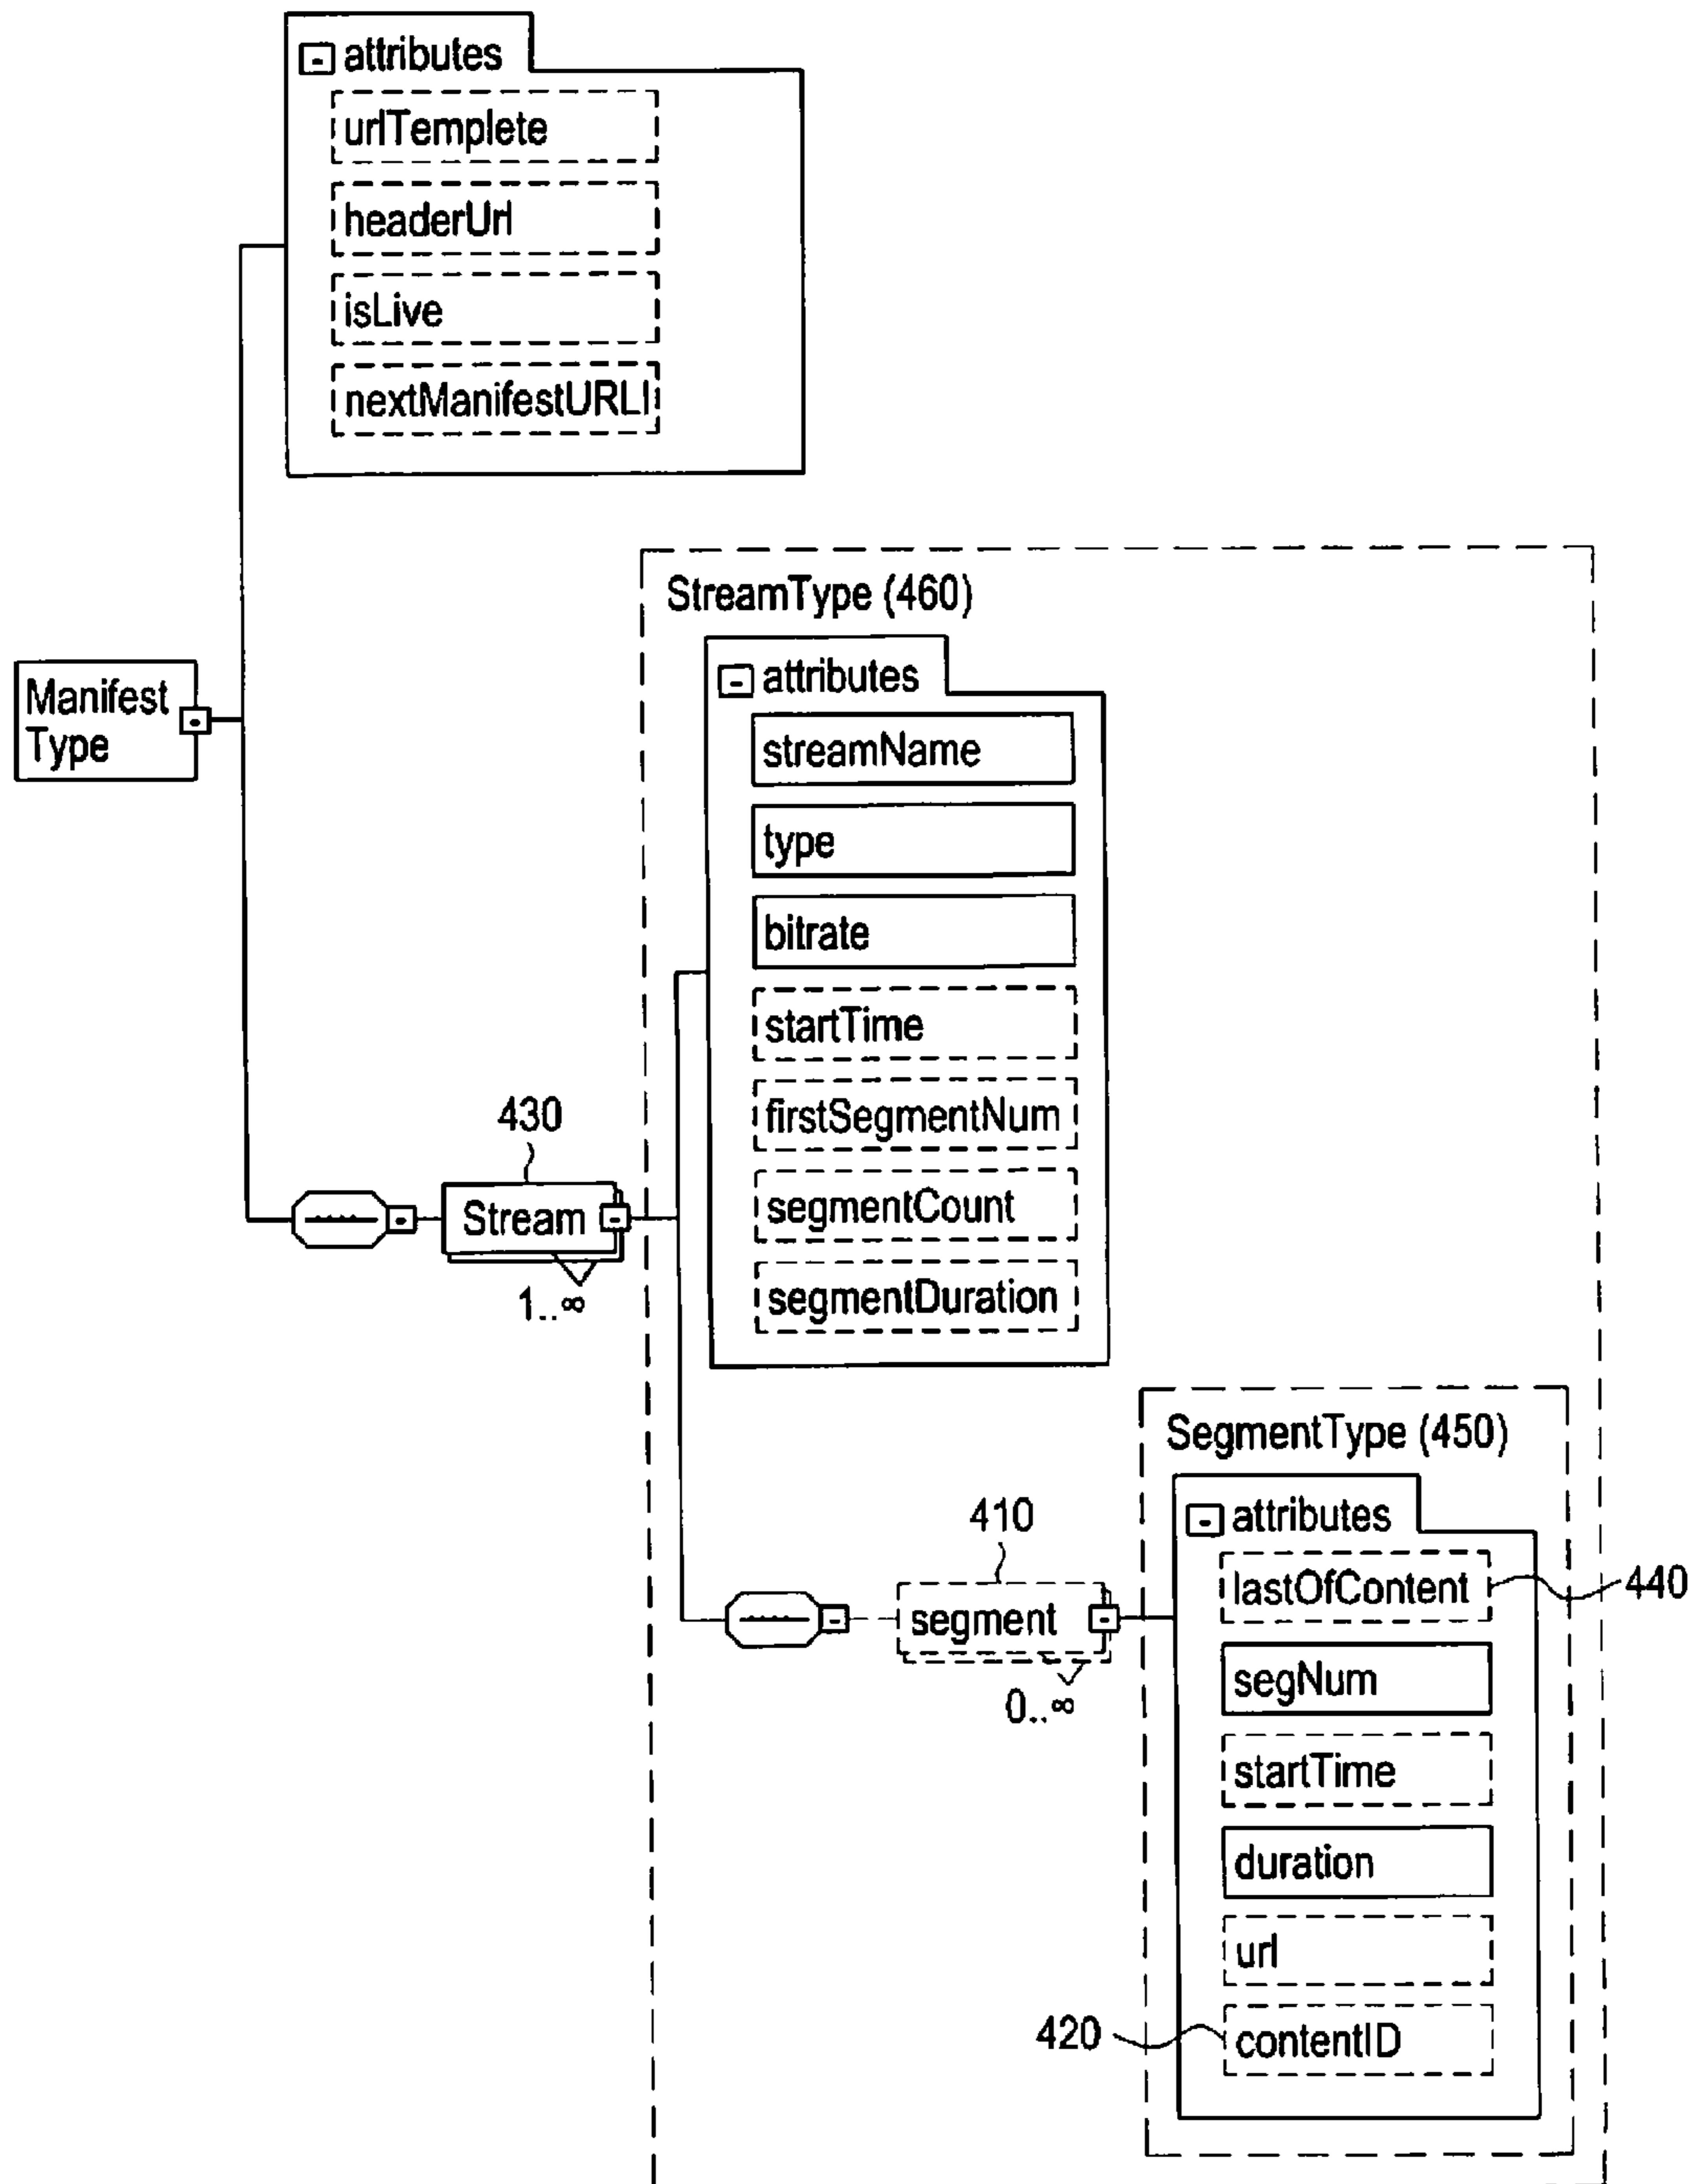 attributes
urlTemplete
headerUrl
isLive
nextManifestURLI
StreamType (460)
attributes
streamName
type
bitrate
startTime
firstSegmentNum
segmentCount
segmentDuration
Manifest
Type
430
Stream
1..∞
SegmentType (450)
attributes
lastOfContent
440
segNum
startTime
duration
url
contentID
420
410
segment
0..∞